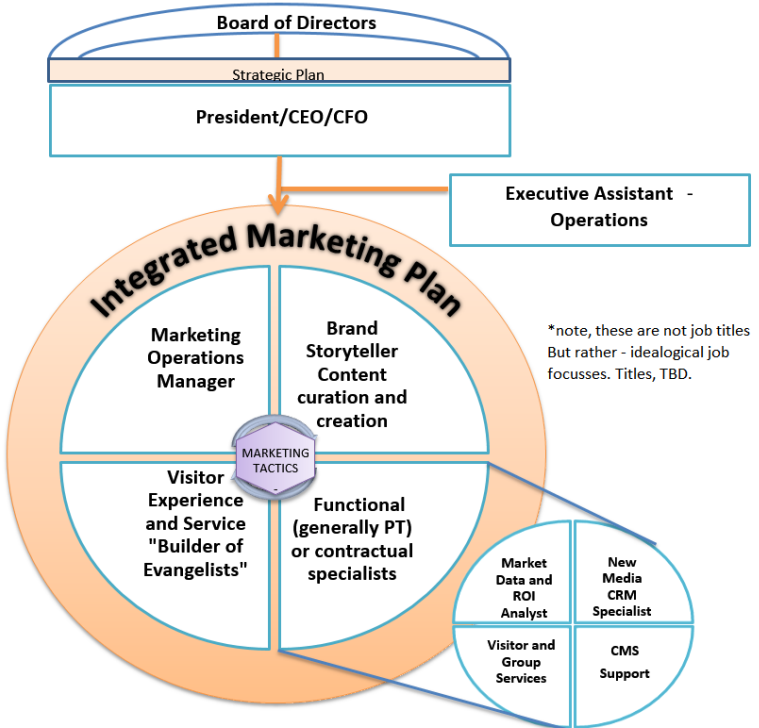 Board of Directors
Strategic Plan
President/CEO/CFO
Executive Assistant -
Operations
Integrated Marketing Plan
Marketing
Operations
Manager
Brand
Storyteller
Content
curation and
creation
*note, these are not job titles
But rather - idealogical job
focusses. Titles, TBD.
MARKETING
TACTICS
-
Visitor
Experience
and Service
"Builder of
Evangelists"
Functional
(generally PT)
or contractual
specialists
Market
Data and
ROI
Analyst
New
Media
CRM
Specialist
Visitor and
Group
Services
CMS
Support